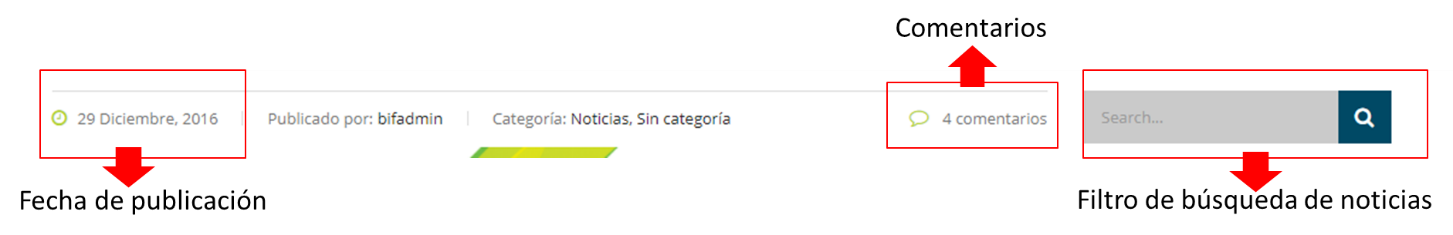 Comentarios
29 Diciembre, 2016 Publicado por: bifadmin Categoría: Noticias, Sin categoría 4 comentarios Search...
Fecha de publicación Filtro de búsqueda de noticias